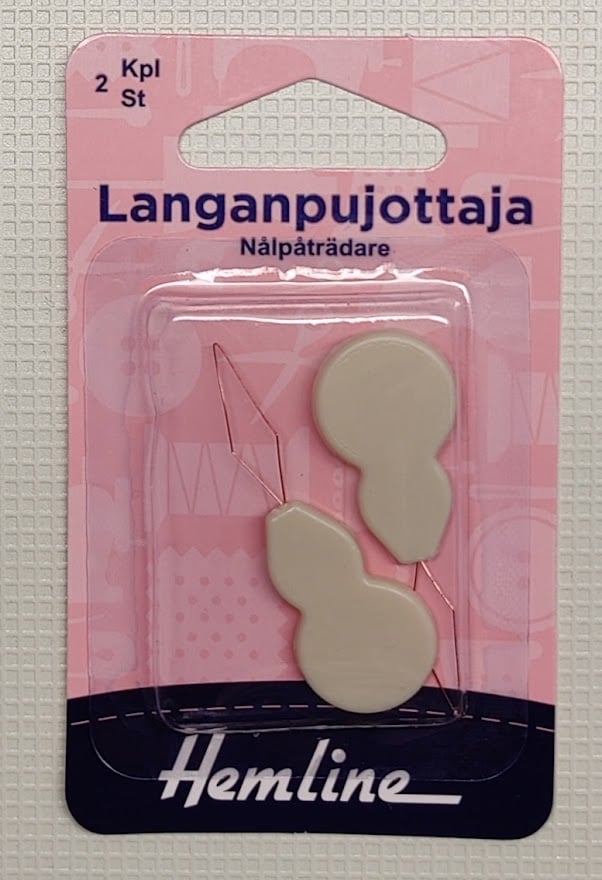 2 Kpl
St
Langanpujottaja
Nålpåträdare
Hemline